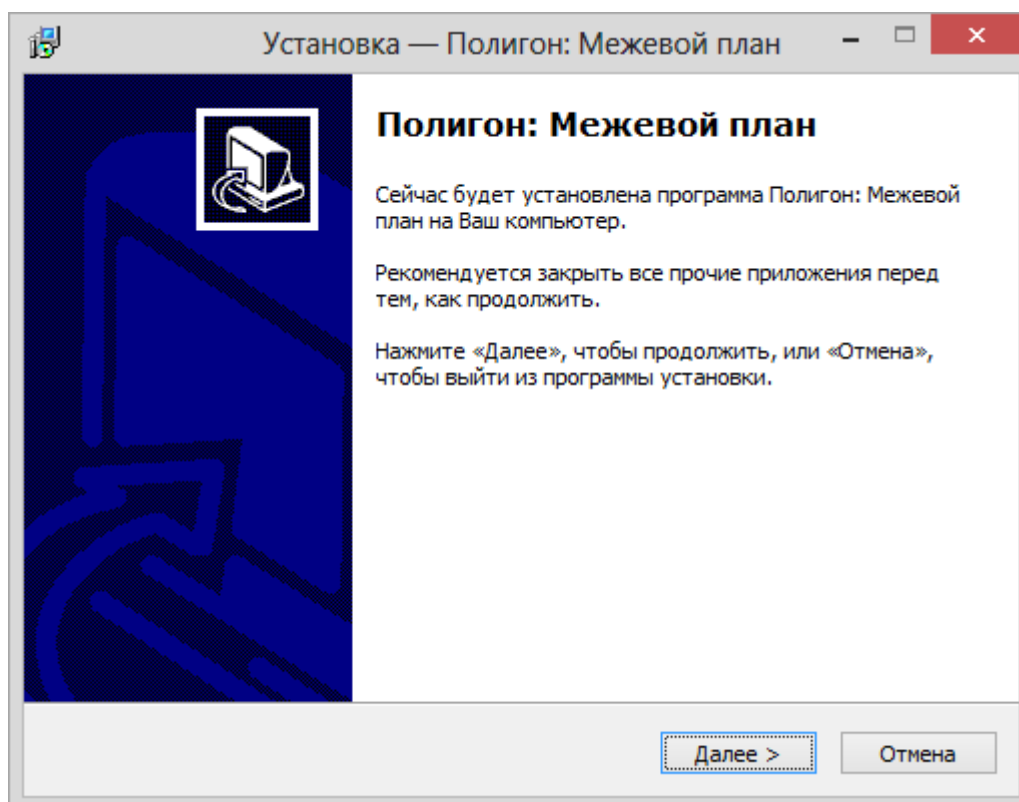 Установка — Полигон: Межевой план
Полигон: Межевой план
Сейчас будет установлена программа Полигон: Межевой
план на Ваш компьютер.
Рекомендуется закрыть все прочие приложения перед
тем, как продолжить.
Нажмите «Далее», чтобы продолжить, или «Отмена»,
чтобы выйти из программы установки.
Далее >
Отмена